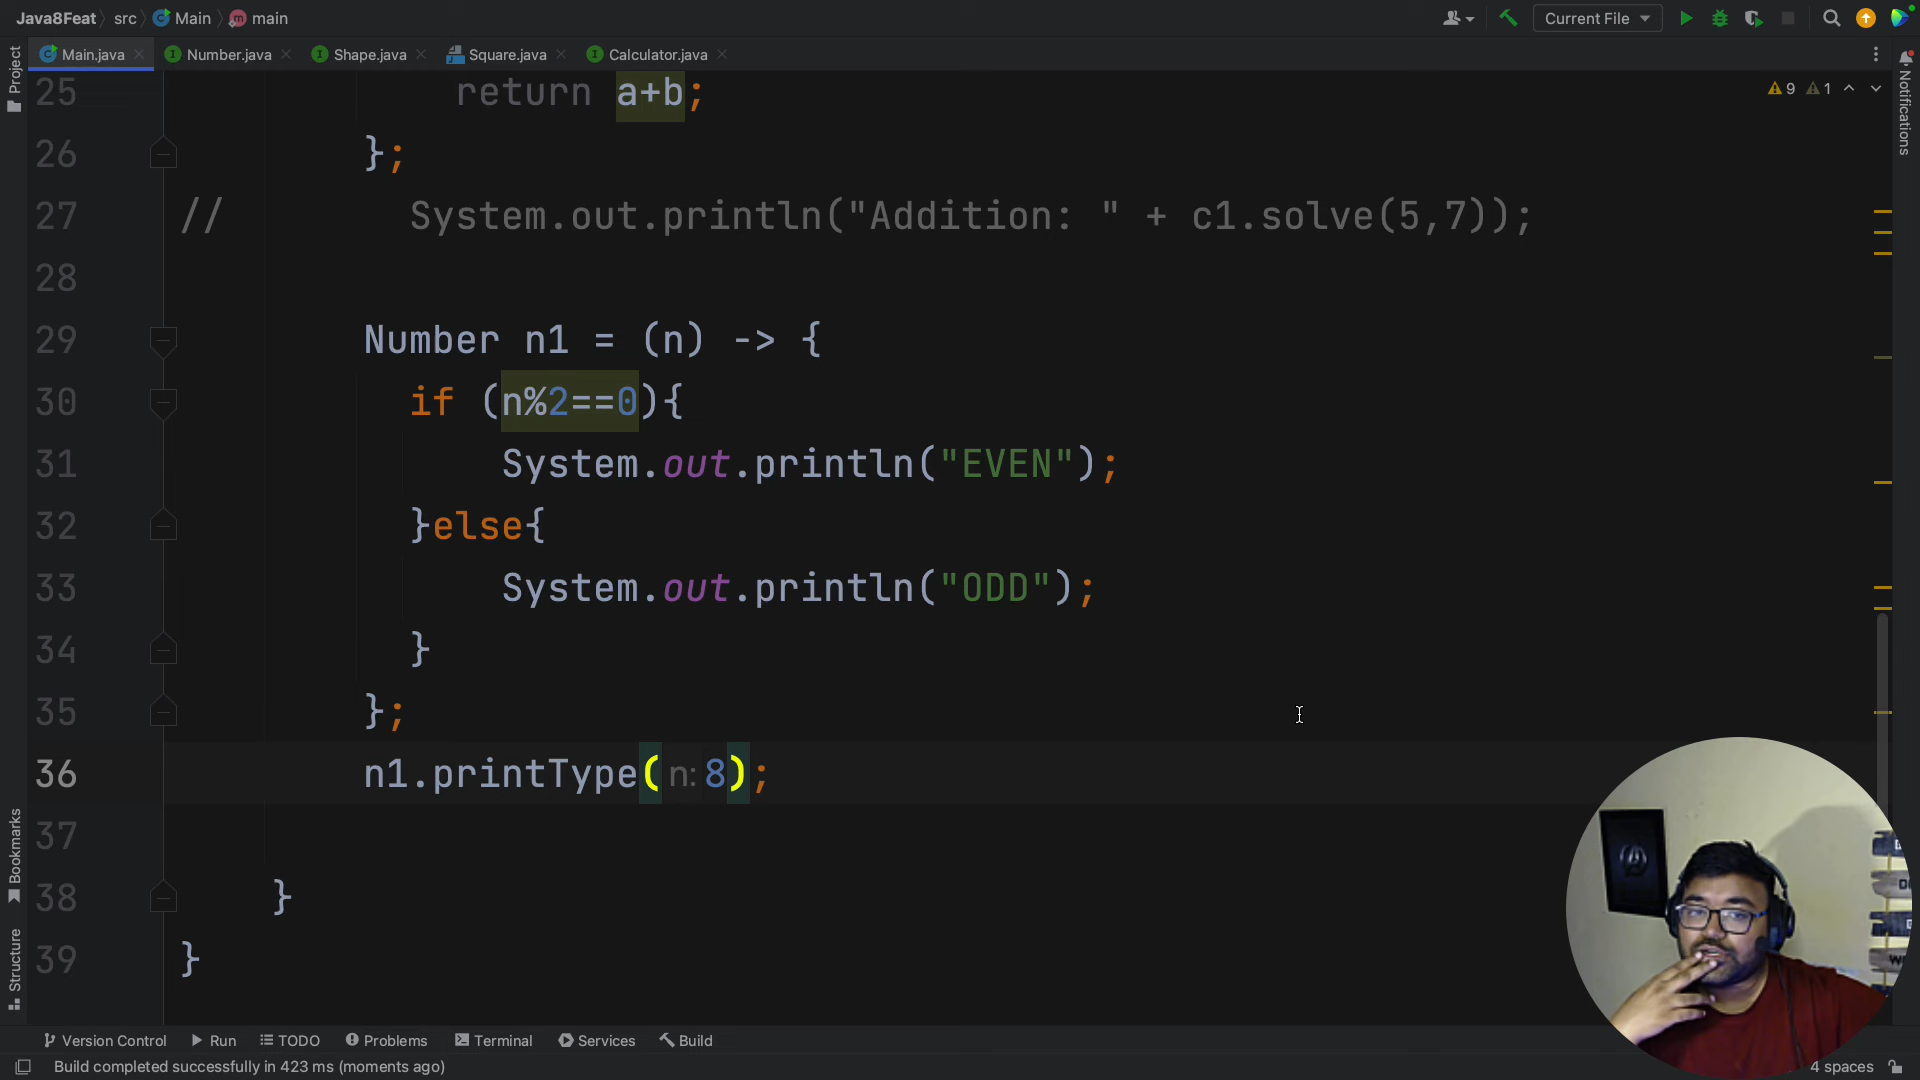 Java8Feat src Main main Current File
Main.java Number.java Shape.java Square.java Calculator.java
Project
Notifications
9 1
25 return a+b;
26 };
27 // System.out.println("Addition: " + c1.solve(5,7));
28
29 Number n1 = (n) -> {
30 if (n%2==0){
31 System.out.println("EVEN");
32 }else{
33 System.out.println("ODD");
34 }
35 };
36 n1.printType( n: 8);
37
38 }
39 }
Bookmarks
Structure
Version Control Run TODO Problems Terminal Services Build
Build completed successfully in 423 ms (moments ago) 4 spaces